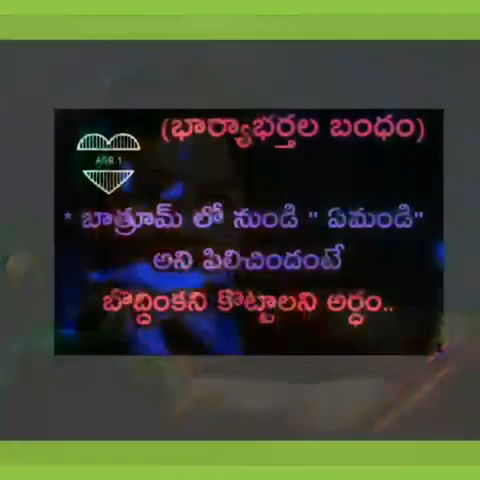 (భార్యాభర్తల బంధం)
* బాత్రూమ్ లో నుండి " ఏమండి"
అని పిలిచిందంటే
బొద్దింకని కొట్టాలని అర్ధం..